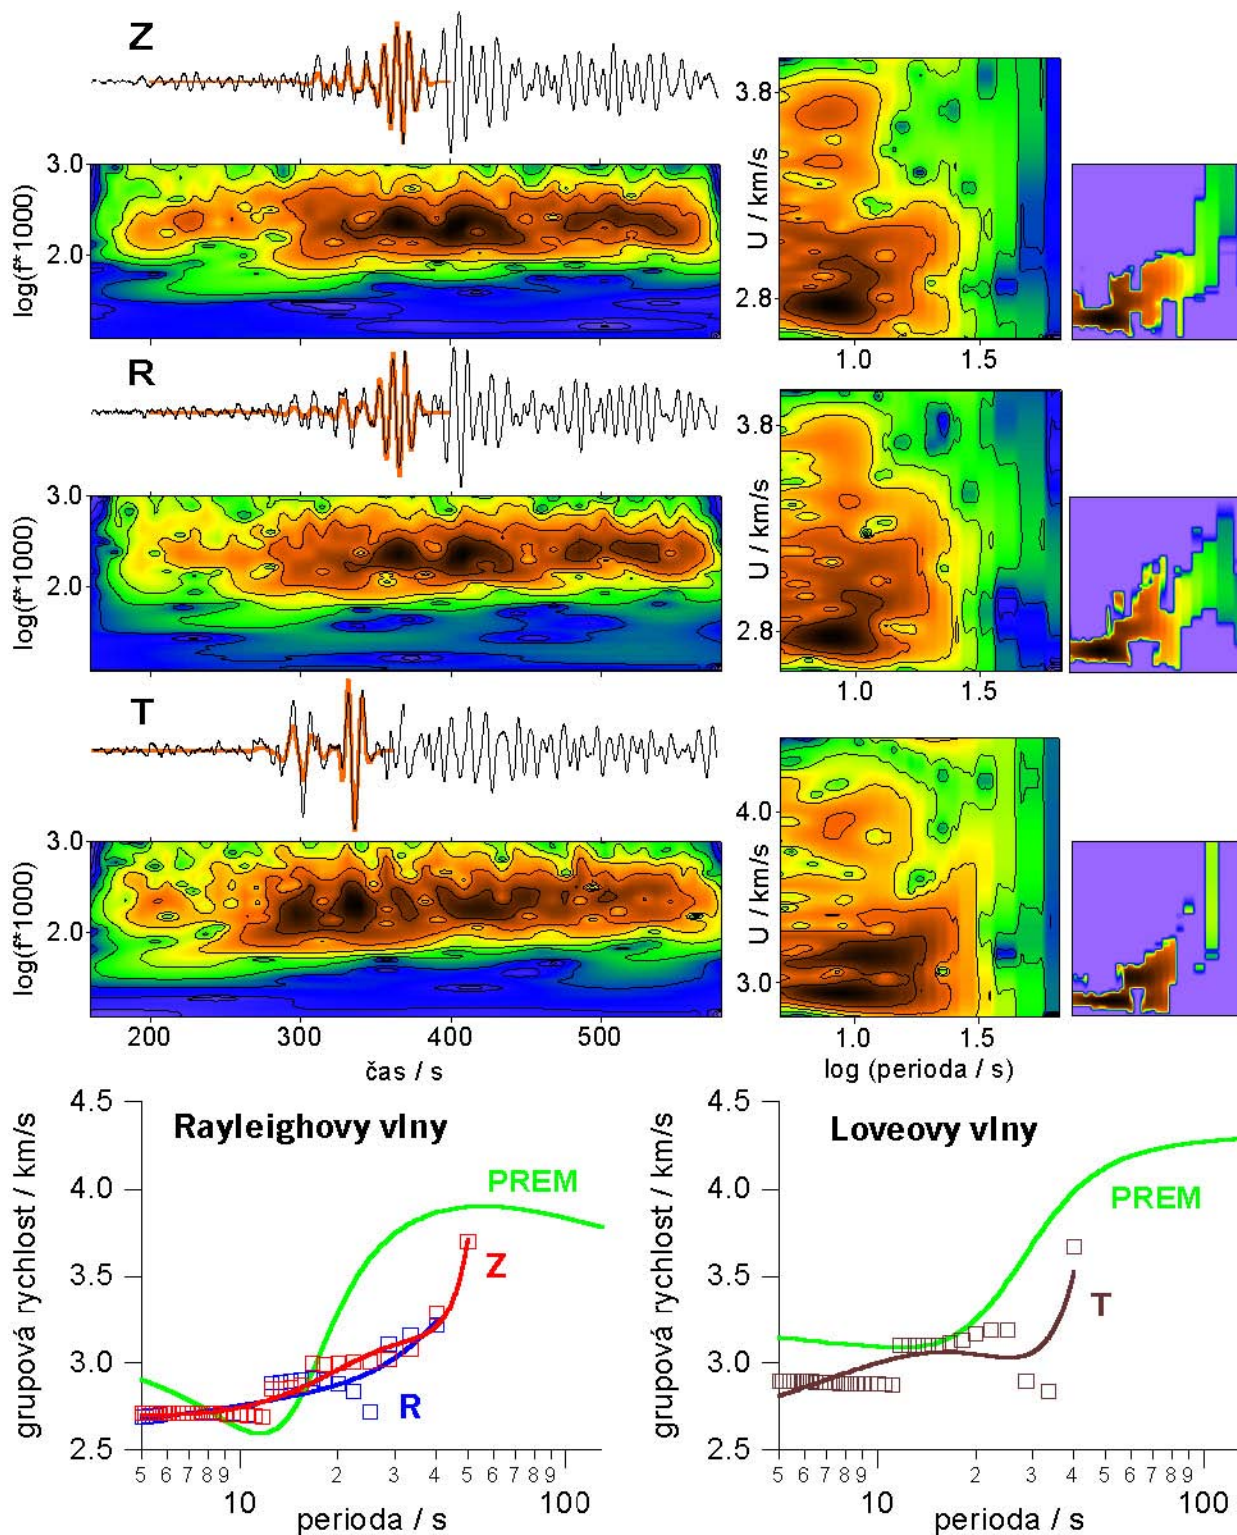 Z
3.0
2.0
log(f*1000)
3.8
2.8
U / km/s
1.0 1.5
R
3.0
2.0
log(f*1000)
3.8
2.8
U / km/s
1.0 1.5
T
3.0
2.0
log(f*1000)
200 300 400 500
čas / s
4.0
3.0
U / km/s
1.0 1.5
log (perioda / s)
Rayleighovy vlny
grupová rychlost / km/s
4.5
4.0
3.5
3.0
2.5
PREM
Z
R
5 6 7 8 9 2 3 4 5 6 7 8 9
10 100
perioda / s
Loveovy vlny
grupová rychlost / km/s
4.5
4.0
3.5
3.0
2.5
PREM
T
5 6 7 8 9 2 3 4 5 6 7 8 9
10 100
perioda / s